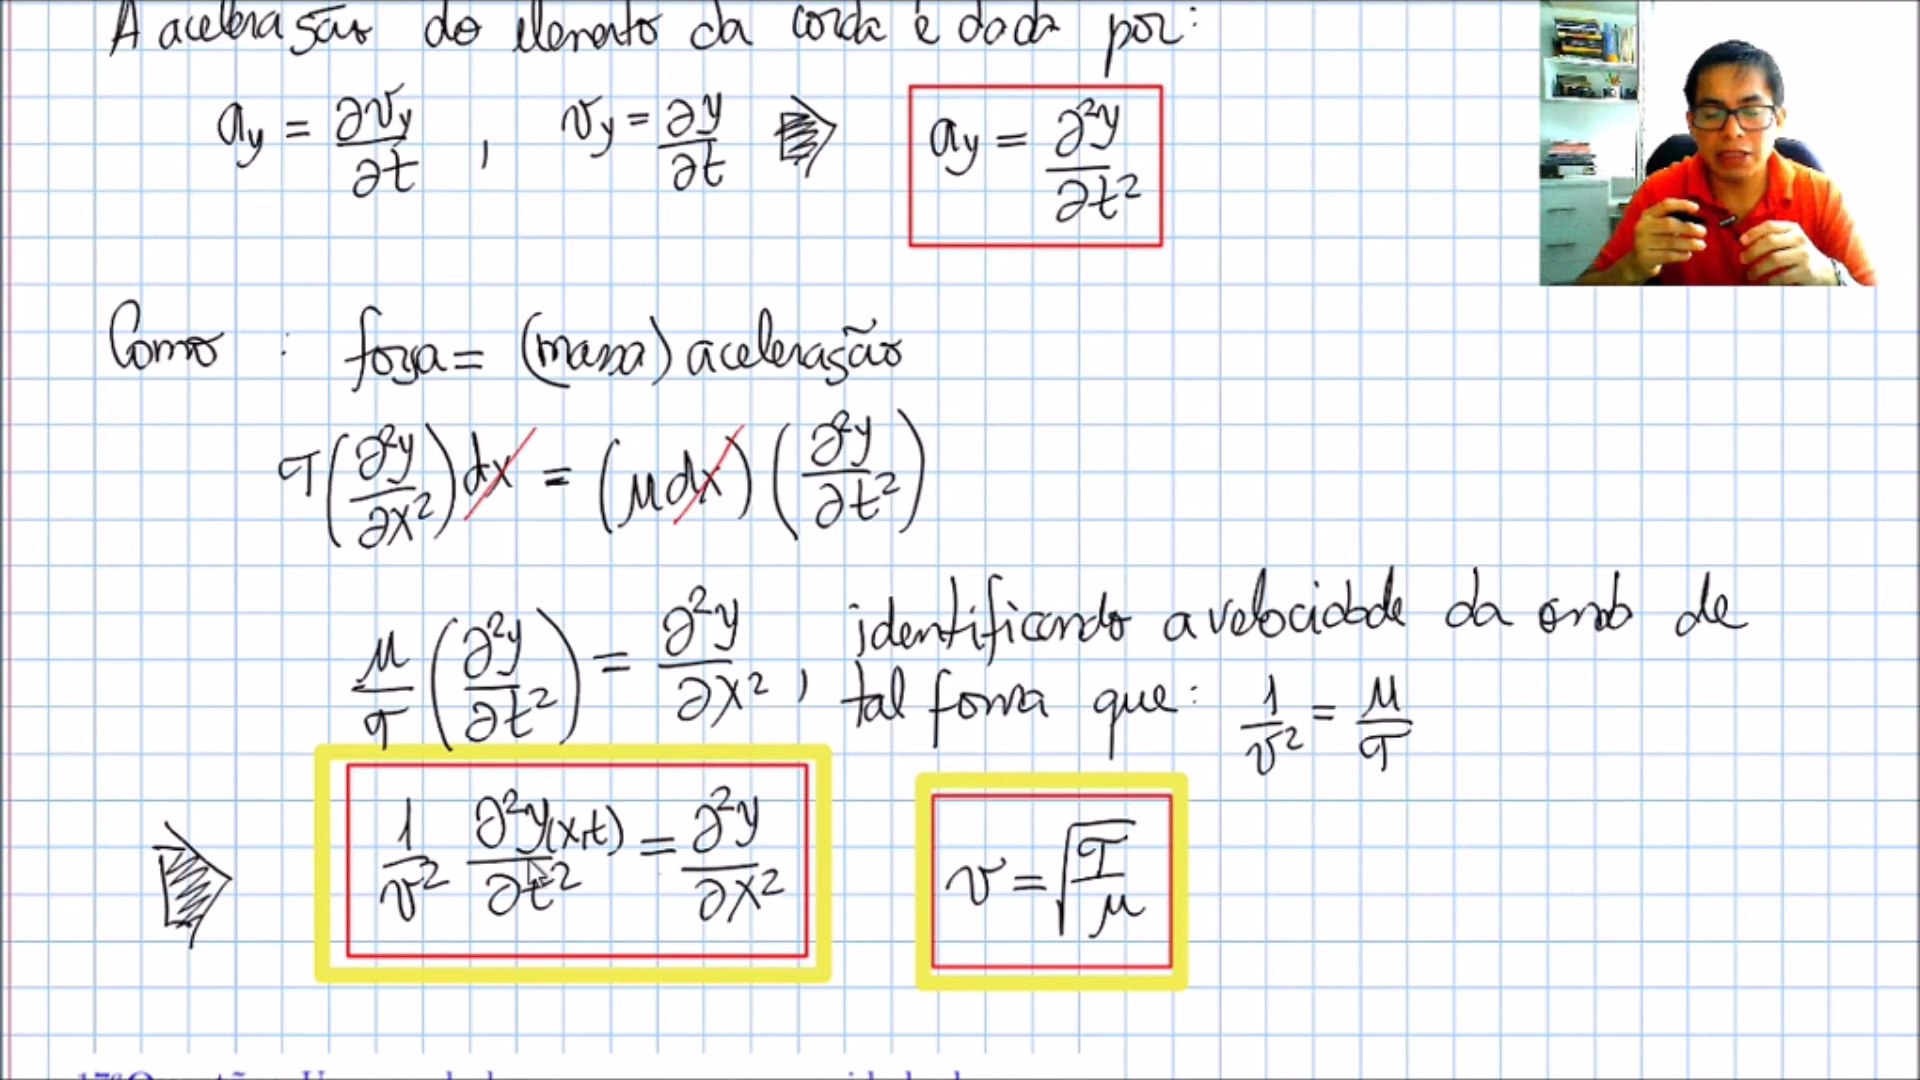 A aceleração do elemento da corda é dada por:
a_y = ∂v_y/∂t , v_y = ∂y/∂t ⇒ a_y = ∂²y/∂t²
Como : força = (massa) aceleração
T(∂²y/∂x²)dx = (μdx)(∂²y/∂t²)
μ/T (∂²y/∂t²) = ∂²y/∂x² , identificando a velocidade da onda de
tal forma que: 1/v² = μ/T
1/v² ∂²y(x,t)/∂t² = ∂²y/∂x²
v = √(T/μ)